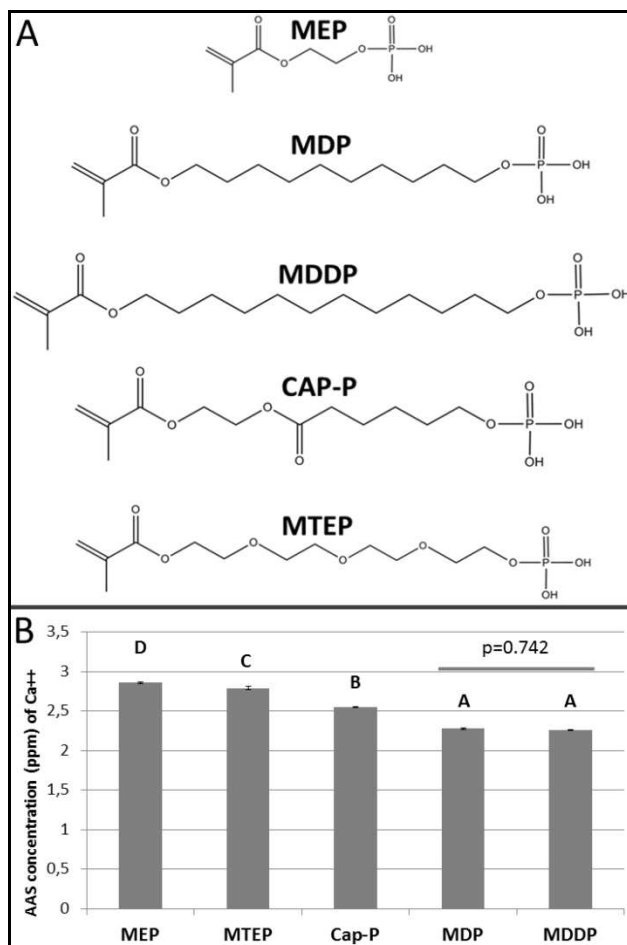 A
MEP
O
O
O
O
P
OH
OH
MDP
O
O
O
O
P
OH
OH
MDDP
O
O
O
O
P
OH
OH
CAP-P
O
O
O
O
O
O
P
OH
OH
MTEP
O
O
O
O
O
O
O
P
OH
OH
B
AAS concentration (ppm) of Ca++
3,5
3
2,5
2
1,5
1
0,5
0
D
C
B
A
A
p=0.742
MEP MTEP Cap-P MDP MDDP